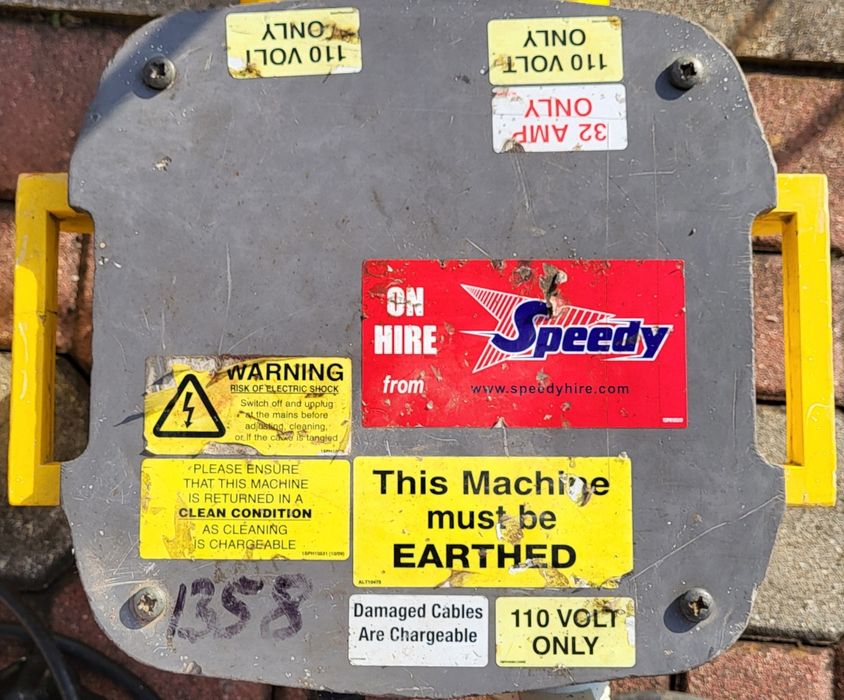 110 VOLT
ONLY
110 VOLT
ONLY
32 AMP
ONLY
ON
HIRE
from
Speedy
www.speedyhire.com
WARNING
RISK OF ELECTRIC SHOCK
Switch off and unplug
at the mains before
adjusting, cleaning,
or if the cable is tangled
PLEASE ENSURE
THAT THIS MACHINE
IS RETURNED IN A
CLEAN CONDITION
AS CLEANING
IS CHARGEABLE
This Machine
must be
EARTHED
ALT10475
1358
Damaged Cables
Are Chargeable
110 VOLT
ONLY